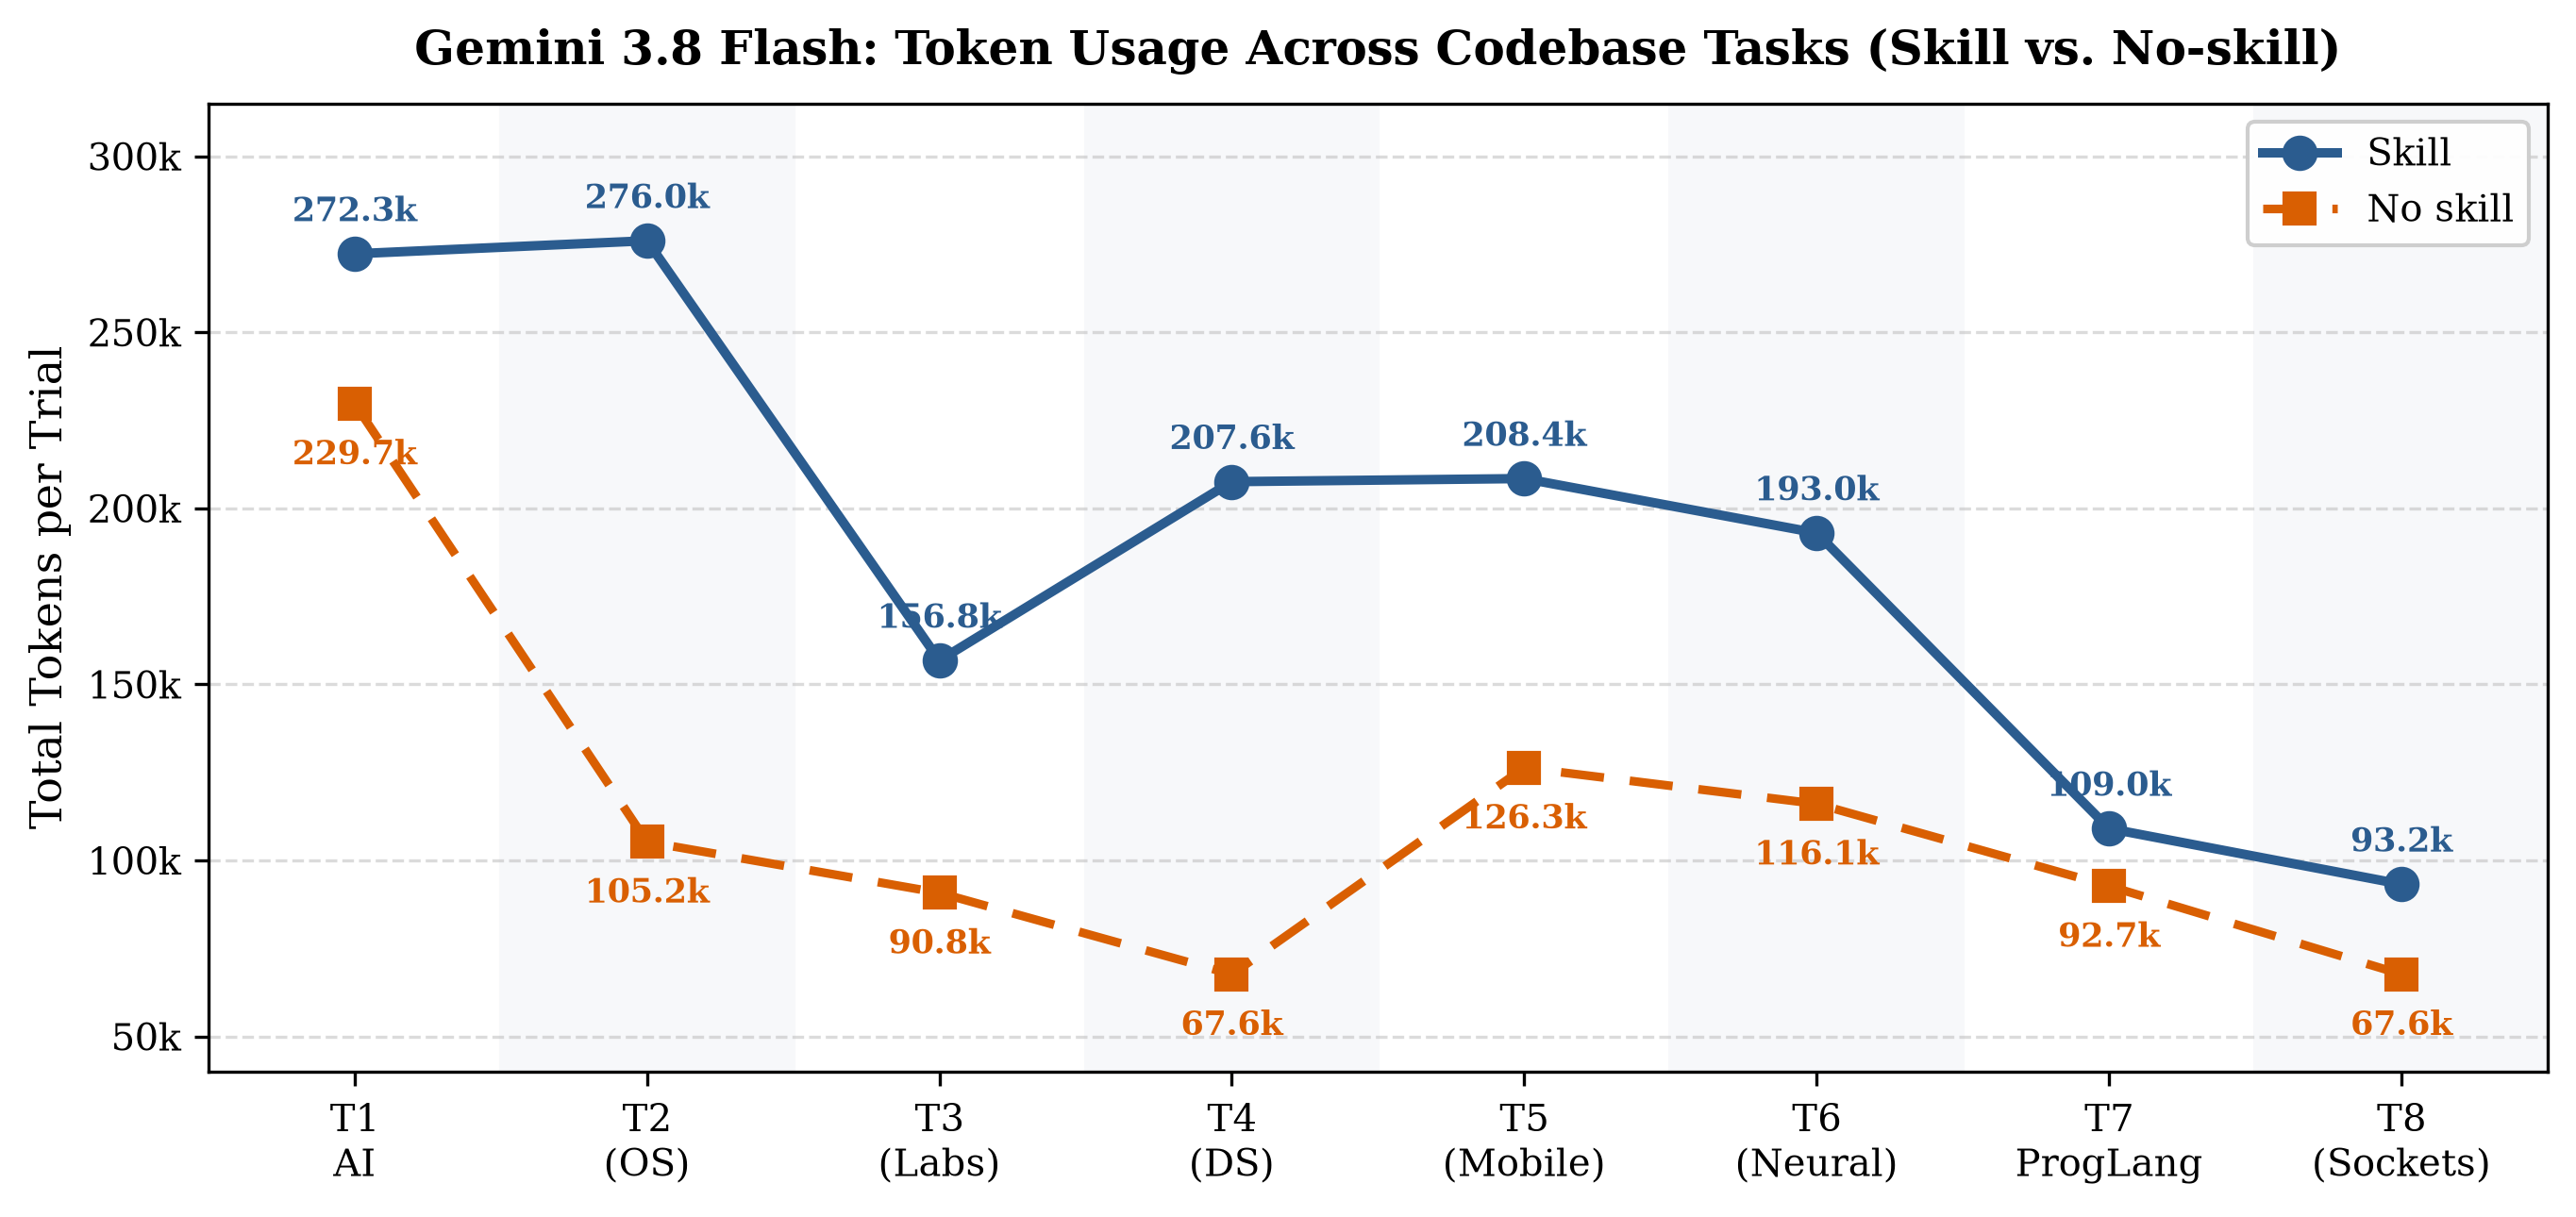 Gemini 3.8 Flash: Token Usage Across Codebase Tasks (Skill vs. No-skill)
Total Tokens per Trial
300k
250k
200k
150k
100k
50k
Skill
No skill
272.3k
276.0k
156.8k
207.6k
208.4k
193.0k
109.0k
93.2k
229.7k
105.2k
90.8k
67.6k
126.3k
116.1k
92.7k
67.6k
T1
AI
T2
(OS)
T3
(Labs)
T4
(DS)
T5
(Mobile)
T6
(Neural)
T7
ProgLang
T8
(Sockets)